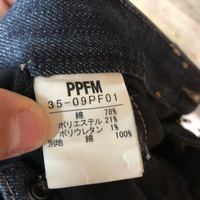 PPFM
35-09PF01
綿 78%
ポリエステル 21%
ポリウレタン 1%
別地 綿 100%